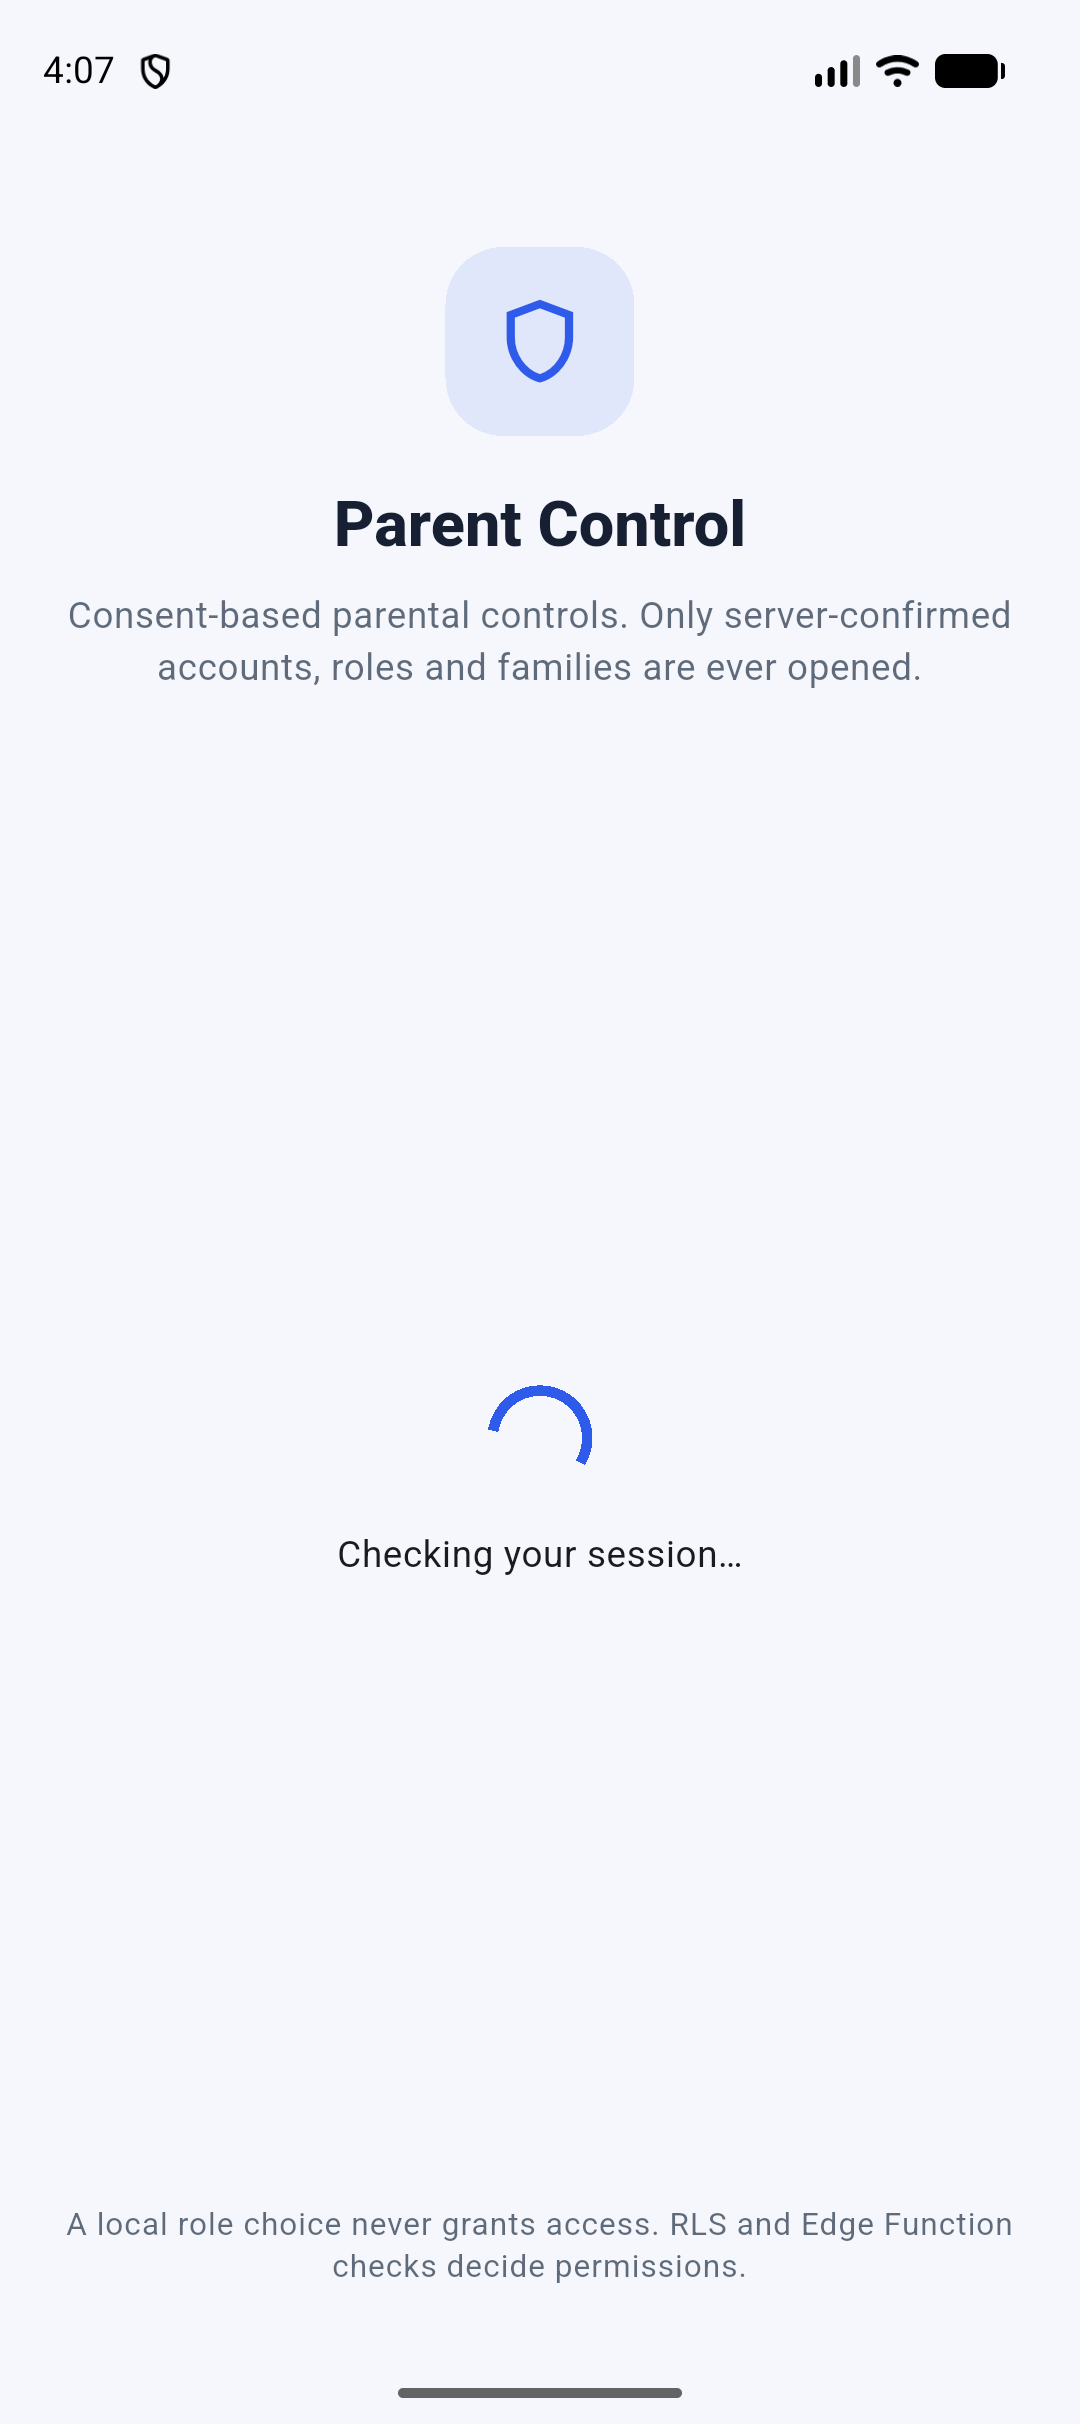 4:07
Parent Control
Consent-based parental controls. Only server-confirmed
accounts, roles and families are ever opened.
Checking your session…
A local role choice never grants access. RLS and Edge Function
checks decide permissions.